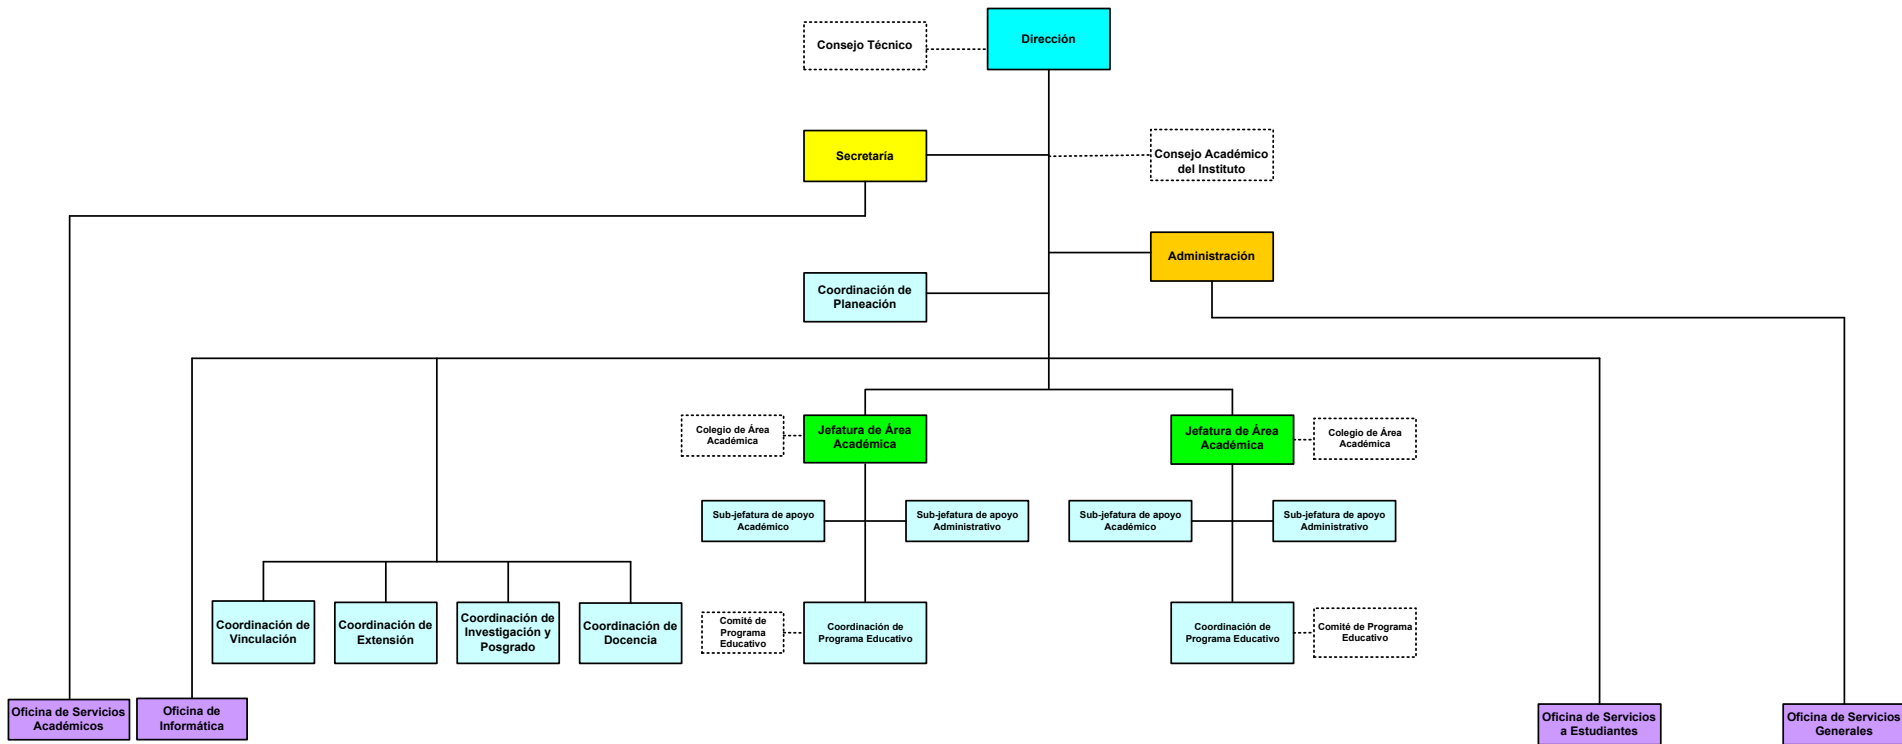 Dirección
Consejo Técnico
Secretaría
Consejo Académico
del Instituto
Administración
Coordinación de
Planeación
Colegio de Área
Académica
Jefatura de Área
Académica
Jefatura de Área
Académica
Colegio de Área
Académica
Sub-jefatura de apoyo
Académico
Sub-jefatura de apoyo
Administrativo
Sub-jefatura de apoyo
Académico
Sub-jefatura de apoyo
Administrativo
Coordinación de
Vinculación
Coordinación de
Extensión
Coordinación de
Investigación y
Posgrado
Coordinación de
Docencia
Comité de
Programa
Educativo
Coordinación de
Programa Educativo
Coordinación de
Programa Educativo
Comité de Programa
Educativo
Oficina de Servicios
Académicos
Oficina de
Informática
Oficina de Servicios
a Estudiantes
Oficina de Servicios
Generales